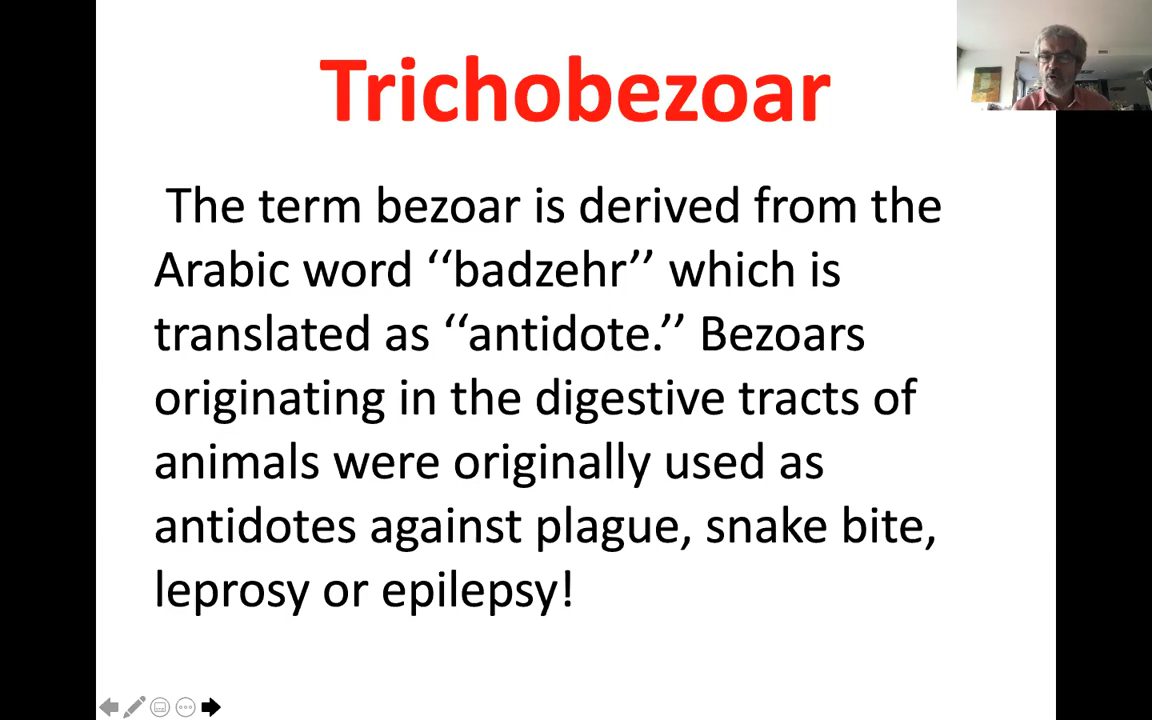 Trichobezoar
The term bezoar is derived from the
Arabic word ‘‘badzehr’’ which is
translated as ‘‘antidote.’’ Bezoars
originating in the digestive tracts of
animals were originally used as
antidotes against plague, snake bite,
leprosy or epilepsy!